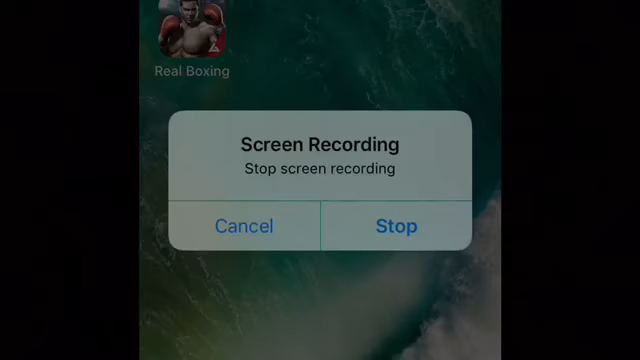 Real Boxing
Screen Recording
Stop screen recording
Cancel
Stop